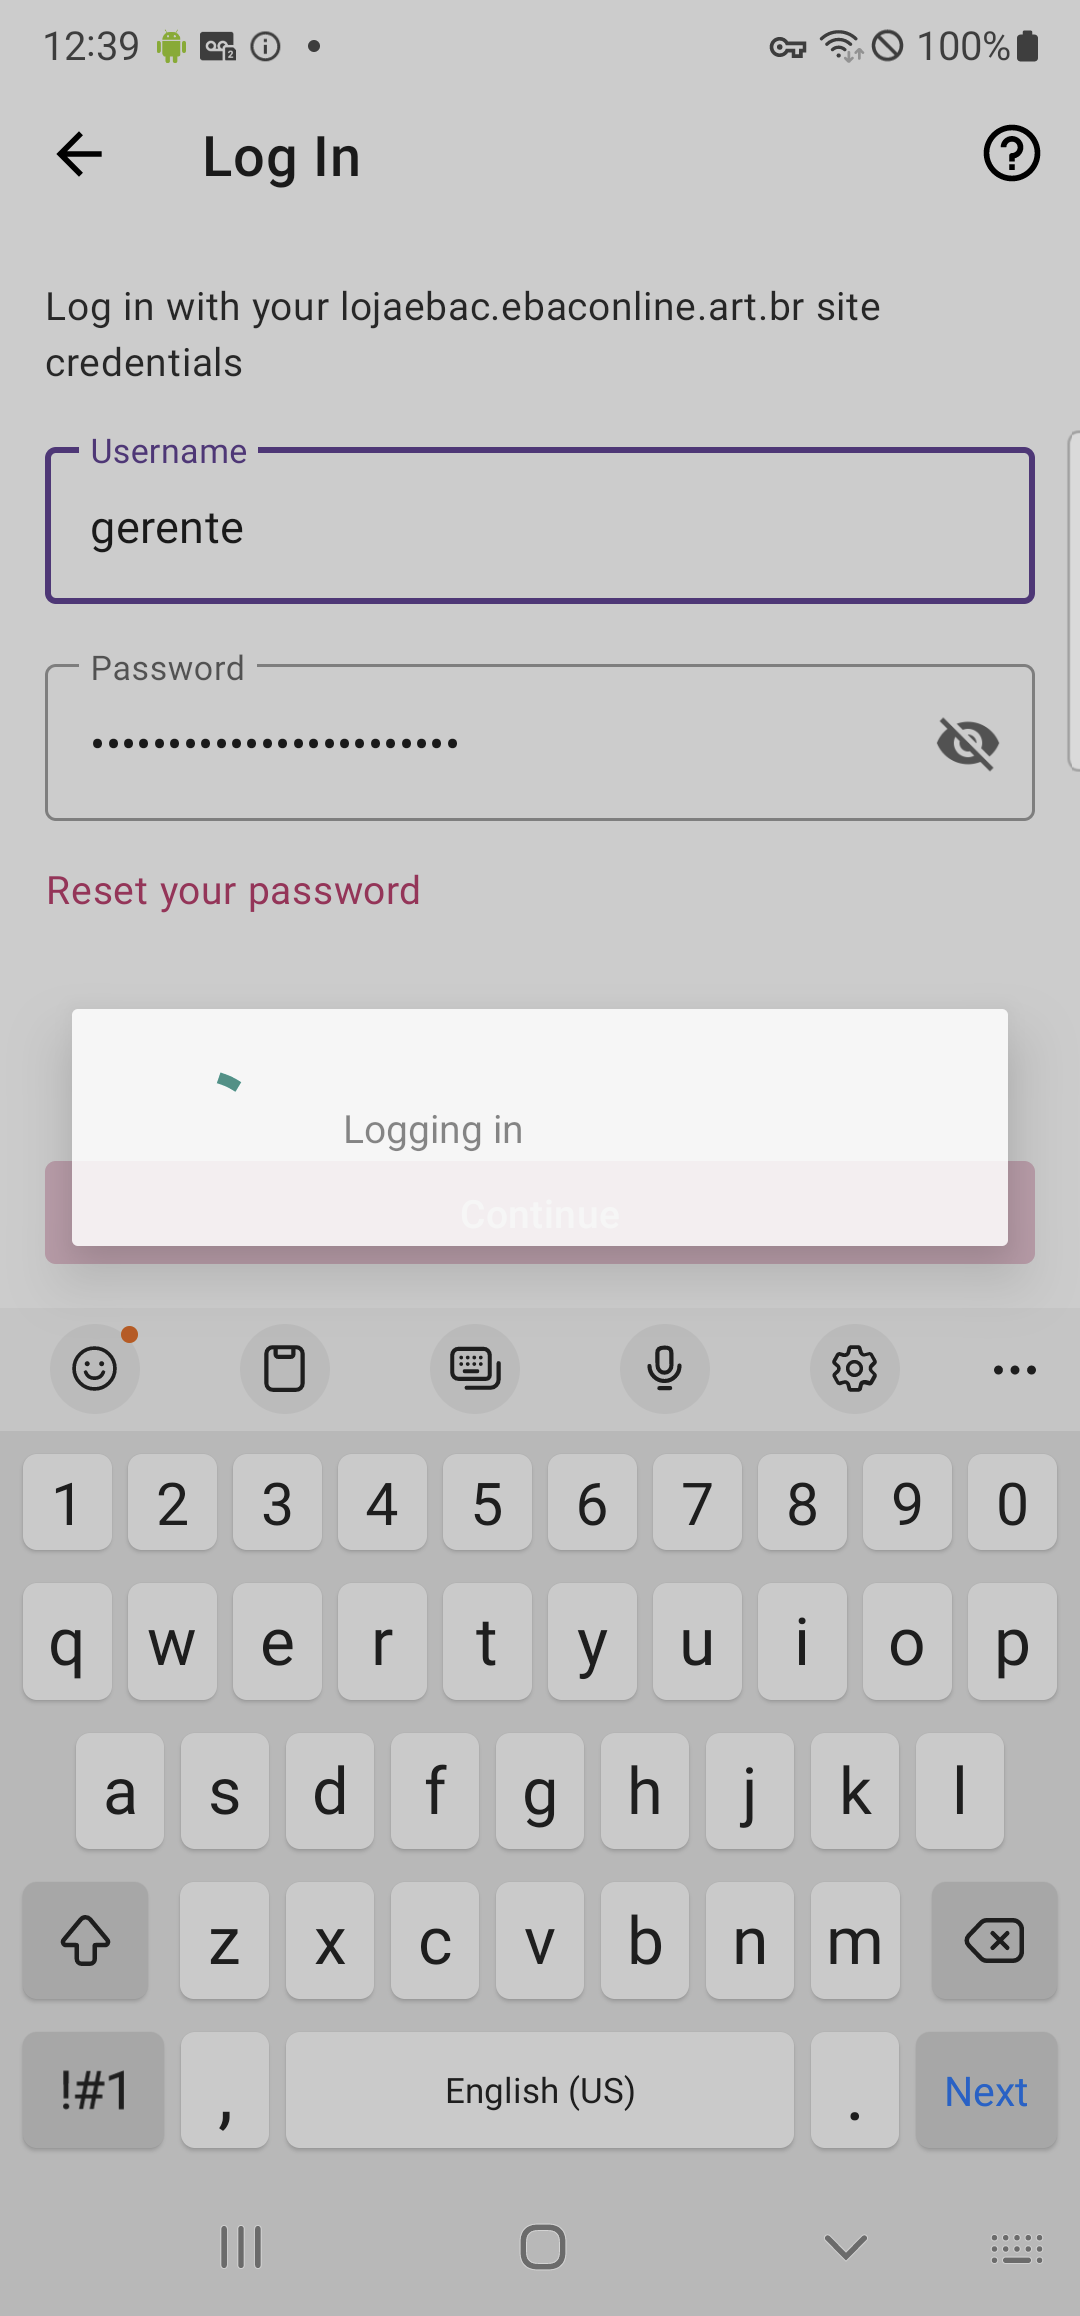 12:39
100%
Log In
Log in with your lojaebac.ebaconline.art.br site
credentials
Username
gerente
Password
••••••••••••••••••••••••
Reset your password
Logging in
Continue
1 2 3 4 5 6 7 8 9 0
q w e r t y u i o p
a s d f g h j k l
z x c v b n m
!#1 , English (US) . Next